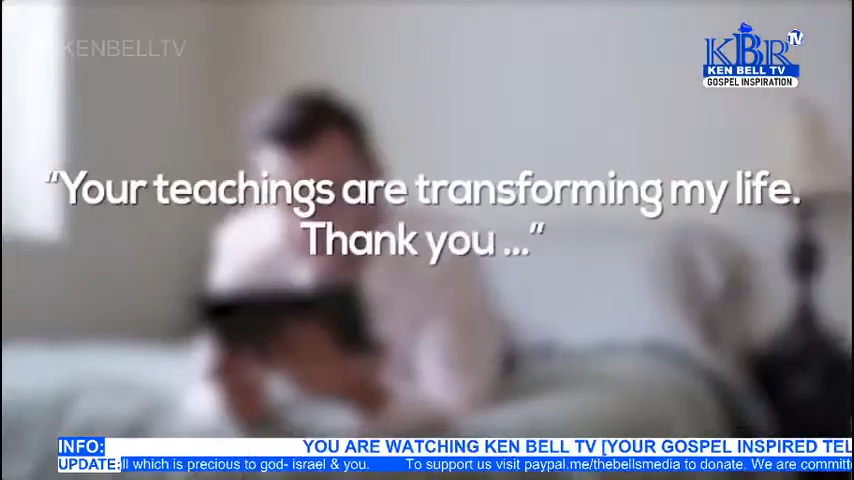 KENBELLTV
KBR TV
KEN BELL TV
GOSPEL INSPIRATION
"Your teachings are transforming my life.
Thank you ..."
INFO: YOU ARE WATCHING KEN BELL TV [YOUR GOSPEL INSPIRED TEL
UPDATE: ll which is precious to god- israel & you. To support us visit paypal.me/thebellsmedia to donate. We are committ